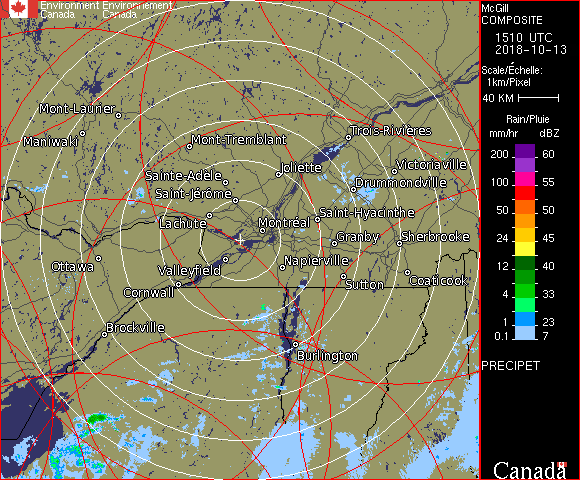 Environment Environnement
Canada Canada
McGill
COMPOSITE
1510 UTC
2018-10-13
Scale/Échelle:
1km/Pixel
40 KM
Rain/Pluie
mm/hr dBZ
200 60
100 55
50 50
24 45
12 40
4 33
1 23
0.1 7
PRECIPET
Canada
Mont-Laurier
Maniwaki
Mont-Tremblant
Trois-Rivières
Joliette
Victoriaville
Sainte-Adèle
Drummondville
Saint-Jérôme
Saint-Hyacinthe
Lachute
Montréal
Granby
Sherbrooke
Ottawa
Valleyfield
Napierville
Cornwall
Sutton
Coaticook
Brockville
Burlington